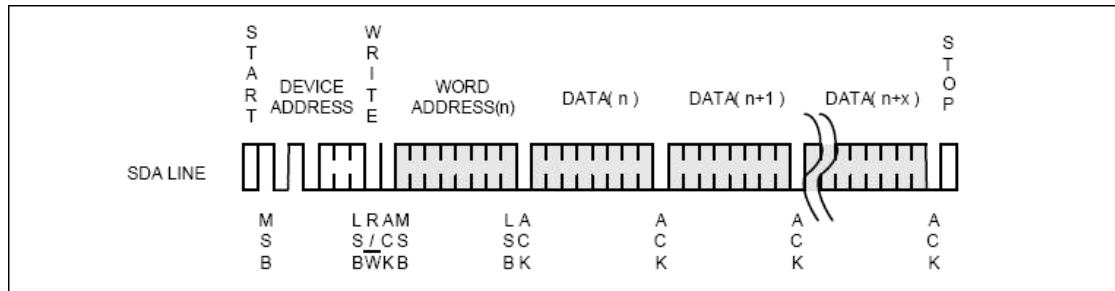 START
WRITE
STOP
DEVICE
ADDRESS
WORD
ADDRESS(n)
DATA( n )
DATA( n+1 )
DATA( n+x )
SDA LINE
MSB
LSB
R/W
ACK
MSB
LSB
ACK
ACK
ACK
ACK